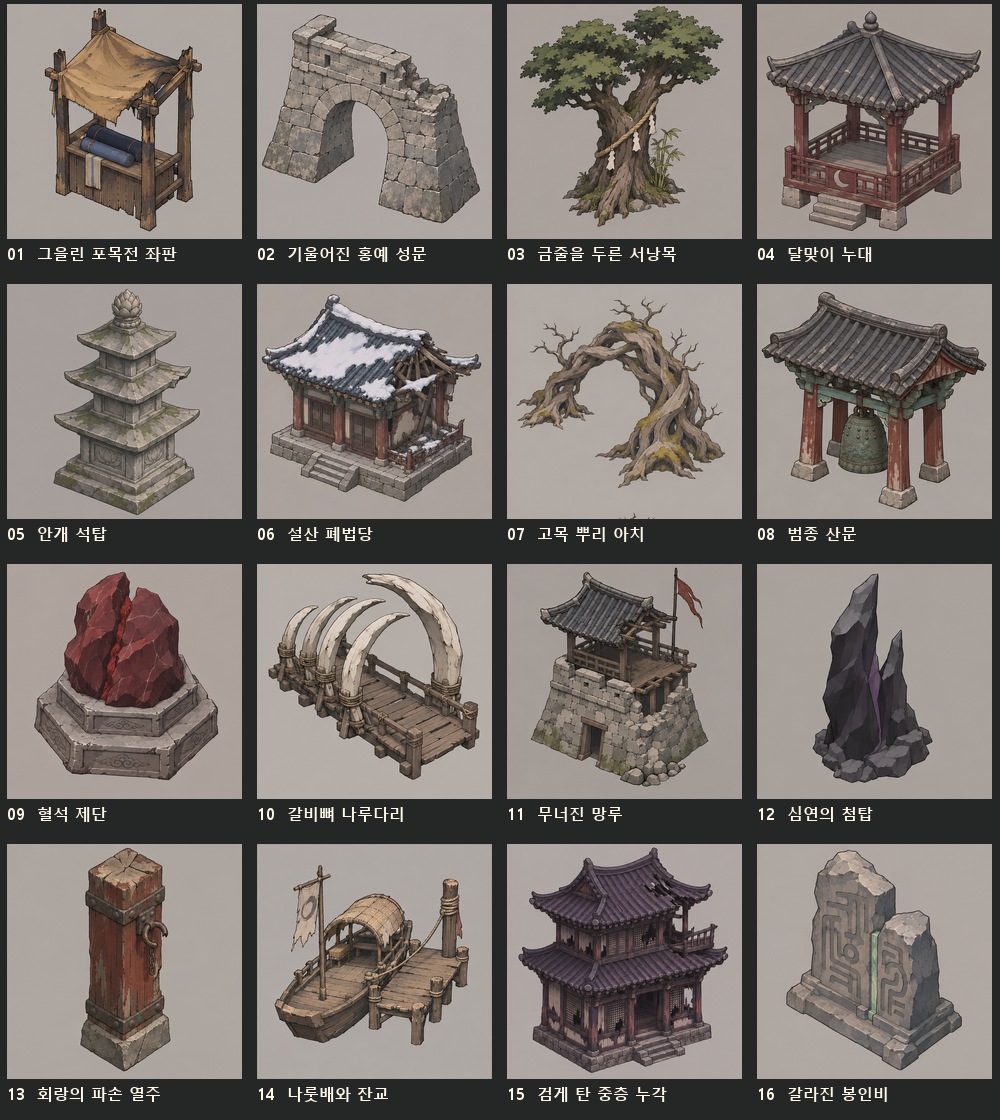 01 그을린 포목전 좌판
02 기울어진 홍예 성문
03 금줄을 두른 서낭목
04 달맞이 누대
05 안개 석탑
06 설산 폐법당
07 고목 뿌리 아치
08 범종 산문
09 혈석 제단
10 갈비뼈 나루다리
11 무너진 망루
12 심연의 첨탑
13 회랑의 파손 열주
14 나룻배와 잔교
15 검게 탄 중층 누각
16 갈라진 봉인비